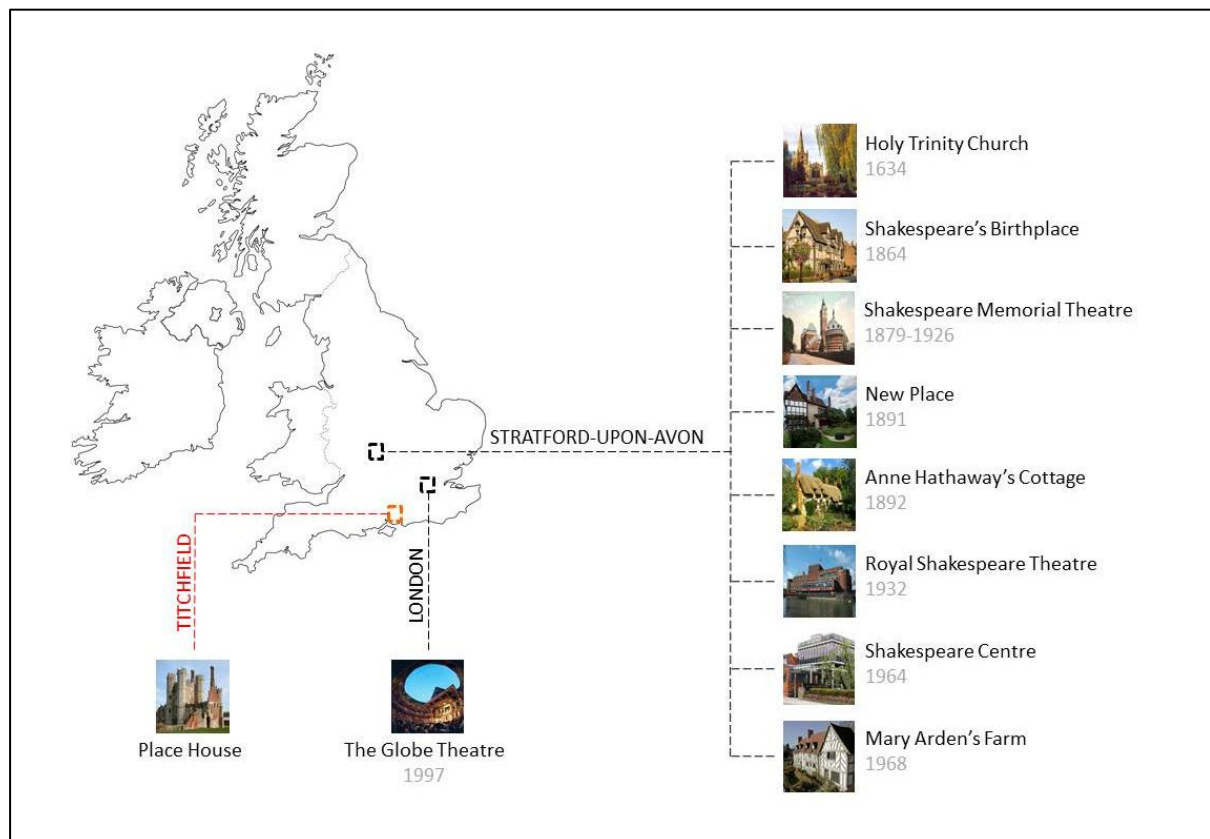 Holy Trinity Church
1634
Shakespeare's Birthplace
1864
Shakespeare Memorial Theatre
1879-1926
New Place
1891
STRATFORD-UPON-AVON
Anne Hathaway's Cottage
1892
Royal Shakespeare Theatre
1932
Shakespeare Centre
1964
Mary Arden's Farm
1968
TITCHFIELD
LONDON
Place House
The Globe Theatre
1997